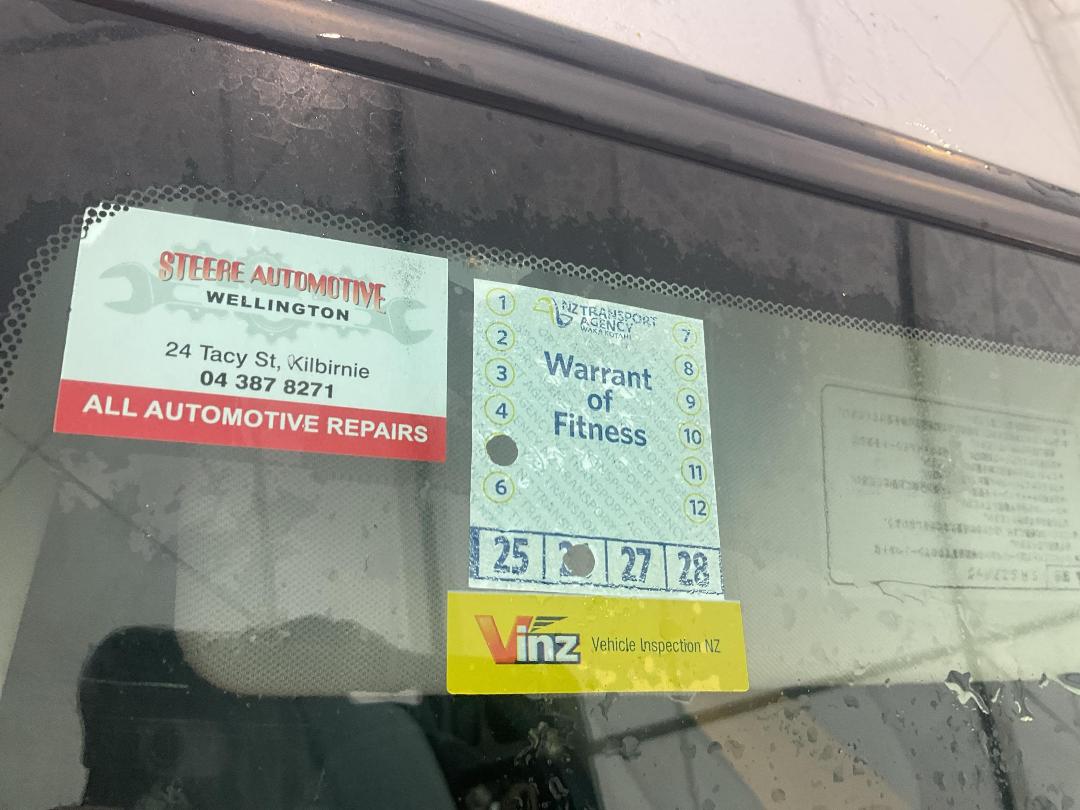 STEERE AUTOMOTIVE
WELLINGTON
24 Tacy St, Kilbirnie
04 387 8271
ALL AUTOMOTIVE REPAIRS
NZ TRANSPORT
AGENCY
WAKA KOTAHI
Warrant
of
Fitness
1
2
3
4
6
7
8
9
10
11
12
25 27 28
Vinz Vehicle Inspection NZ